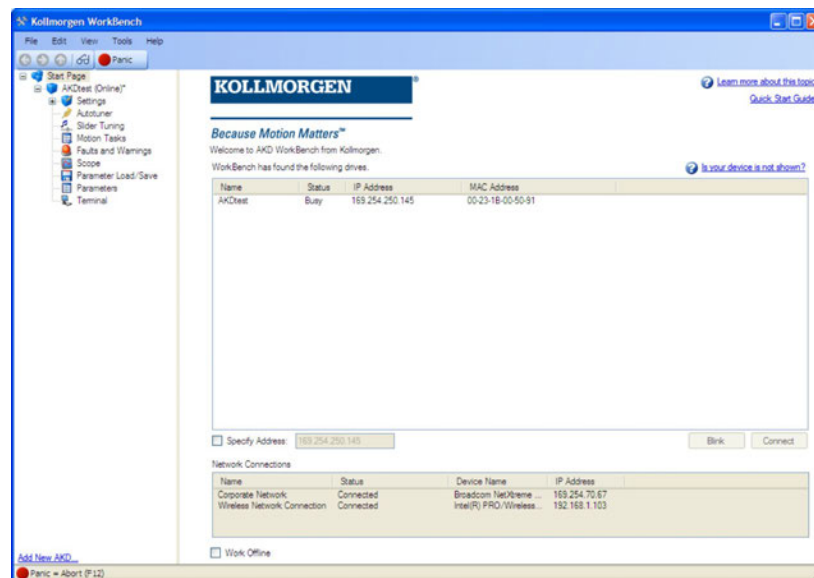 Kollmorgen WorkBench
File Edit View Tools Help
Panic
Start Page
AKDtest (Online)*
Settings
Autotuner
Slider Tuning
Motion Tasks
Faults and Warnings
Scope
Parameter Load/Save
Parameters
Terminal
Add New AKD...
KOLLMORGEN®
Because Motion Matters™
Learn more about this topic
Quick Start Guide
Welcome to AKD WorkBench from Kollmorgen.
WorkBench has found the following drives.
Is your device is not shown?
Name Status IP Address MAC Address
AKDtest Busy 169.254.250.145 00-23-1B-00-50-91
Specify Address: 169.254.250.145
Blink Connect
Network Connections
Name Status Device Name IP Address
Corporate Network Connected Broadcom NetXtreme ... 169.254.70.67
Wireless Network Connection Connected Intel(R) PRO/Wireless... 192.168.1.103
Work Offline
Panic = Abort (F12)